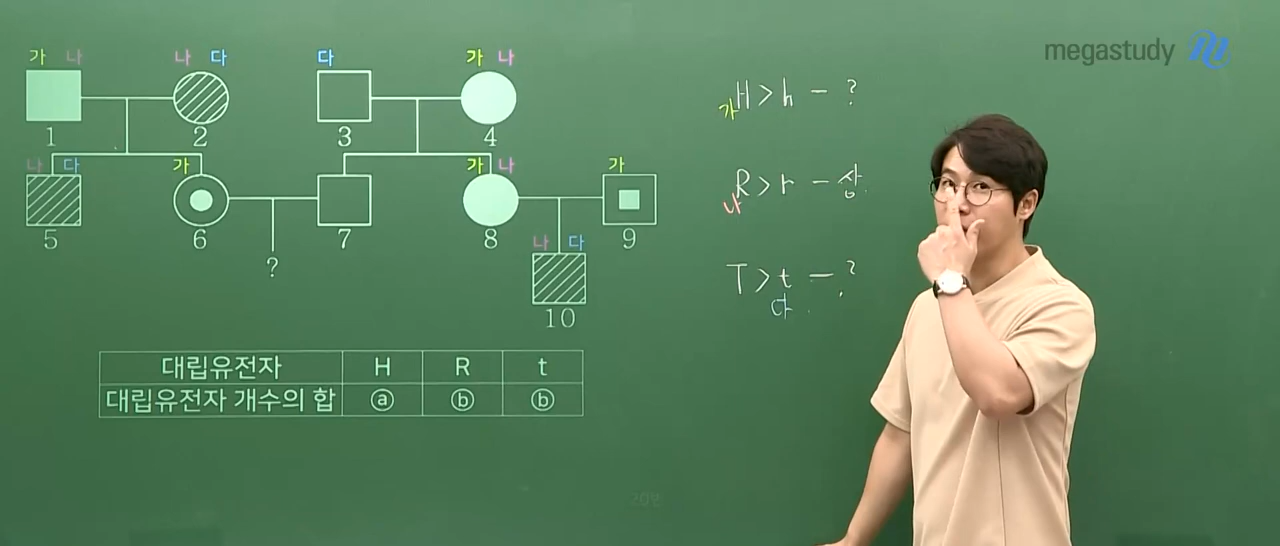 megastudy
가 나 나 다 다 가 나
1 2 3 4
나 다 가 가 나 가
5 6 7 8 9
?
나 다
10
가 H > h - ?
나 R > r - 상
T > t - ?
다
대립유전자 H R t
대립유전자 개수의 합 ⓐ ⓑ ⓑ